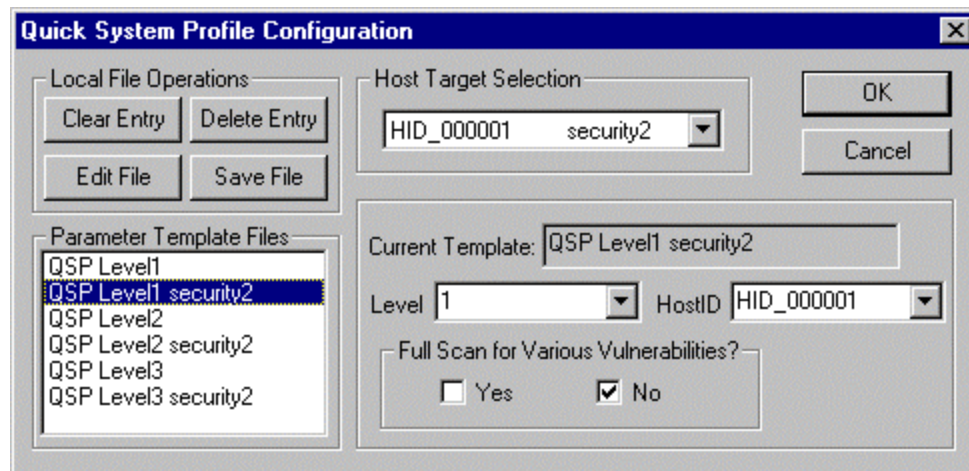 Quick System Profile Configuration
Local File Operations
Clear Entry
Delete Entry
Edit File
Save File
Host Target Selection
HID_000001 security2
OK
Cancel
Parameter Template Files
QSP Level1
QSP Level1 security2
QSP Level2
QSP Level2 security2
QSP Level3
QSP Level3 security2
Current Template: QSP Level1 security2
Level 1 HostID HID_000001
Full Scan for Various Vulnerabilities?
Yes No